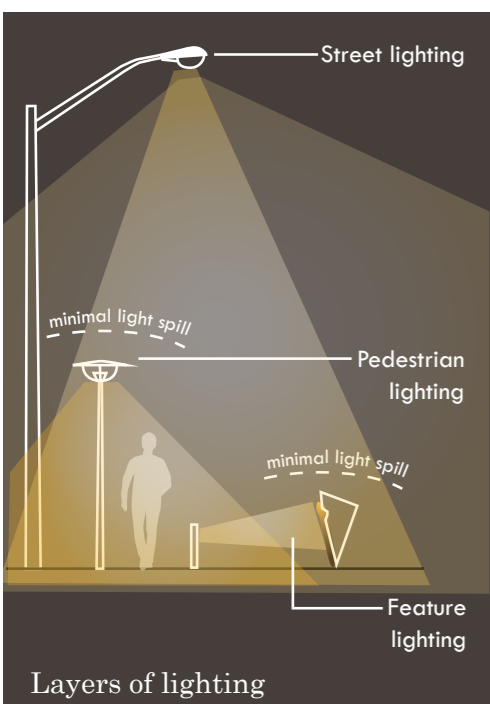 Street lighting
minimal light spill
Pedestrian
lighting
minimal light spill
Feature
lighting
Layers of lighting